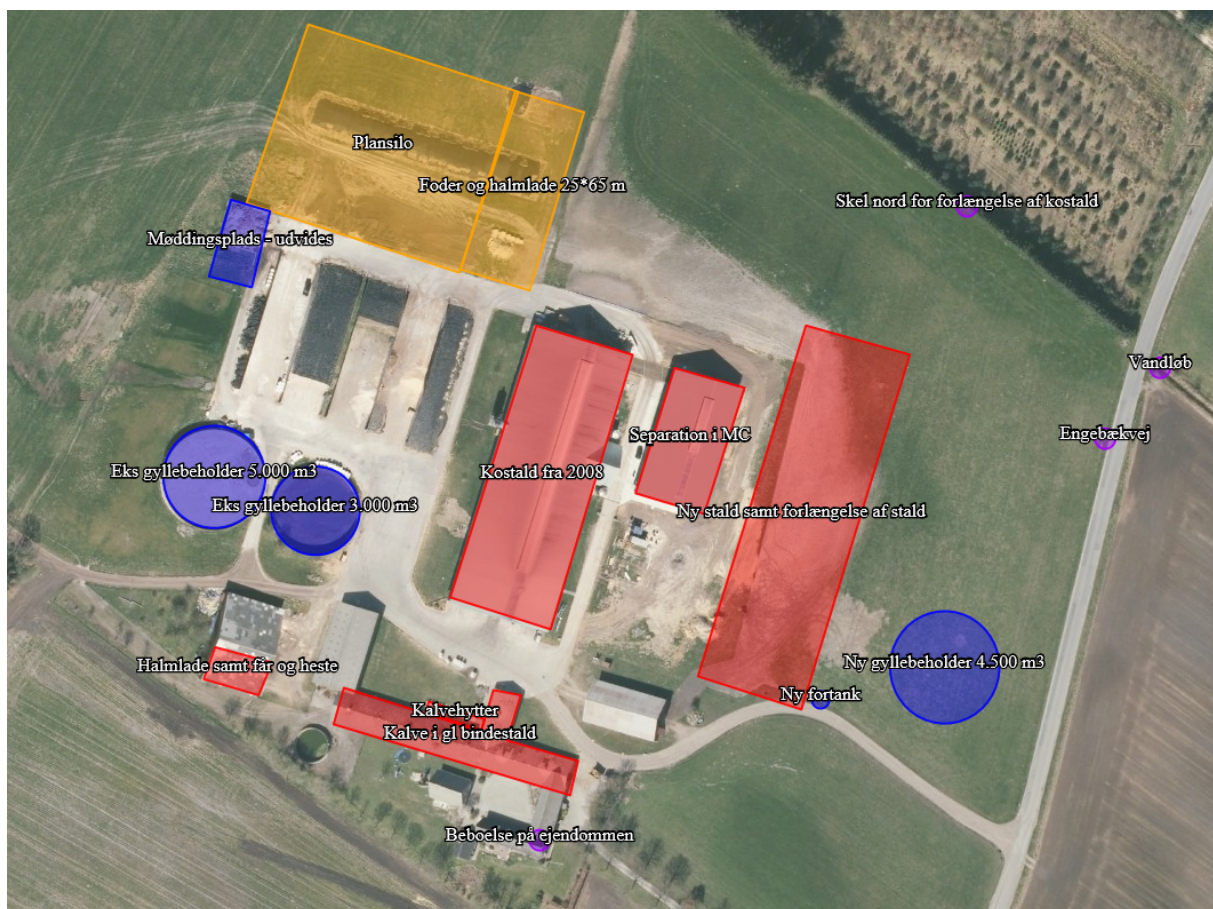 Plansilo
Foder og halmlade 25*65 m
Skel nord for forlængelse af kostald
Møddingsplads - udvides
Vandløb
Engebækvej
Separation i MC
Eks gyllebeholder 5.000 m3
Kostald fra 2008
Eks gyllebeholder 3.000 m3
Ny stald samt forlængelse af stald
Halmlade samt får og heste
Ny gyllebeholder 4.500 m3
Ny fortank
Kalvehytter
Kalve i gl bindestald
Beboelse på ejendommen